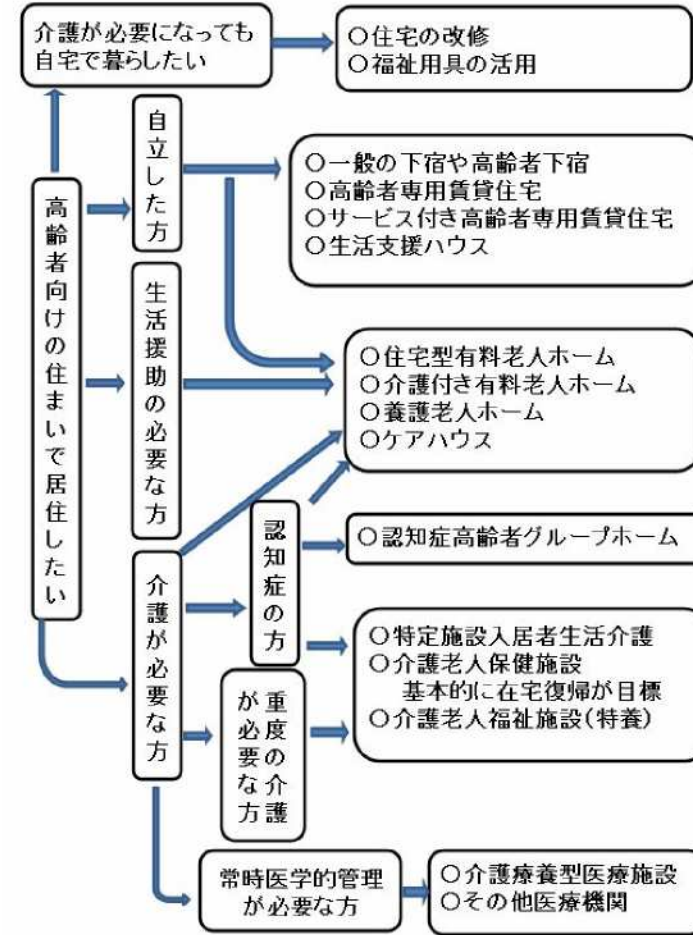 介護が必要になっても
自宅で暮らしたい
○住宅の改修
○福祉用具の活用
高齢者向けの住まいで居住したい
自立した方
○一般の下宿や高齢者下宿
○高齢者専用賃貸住宅
○サービス付き高齢者専用賃貸住宅
○生活支援ハウス
生活援助の必要な方
○住宅型有料老人ホーム
○介護付き有料老人ホーム
○養護老人ホーム
○ケアハウス
介護が必要な方
認知症の方
○認知症高齢者グループホーム
○特定施設入居者生活介護
○介護老人保健施設
基本的に在宅復帰が目標
○介護老人福祉施設(特養)
重度の介護
が必要な方
常時医学的管理
が必要な方
○介護療養型医療施設
○その他医療機関